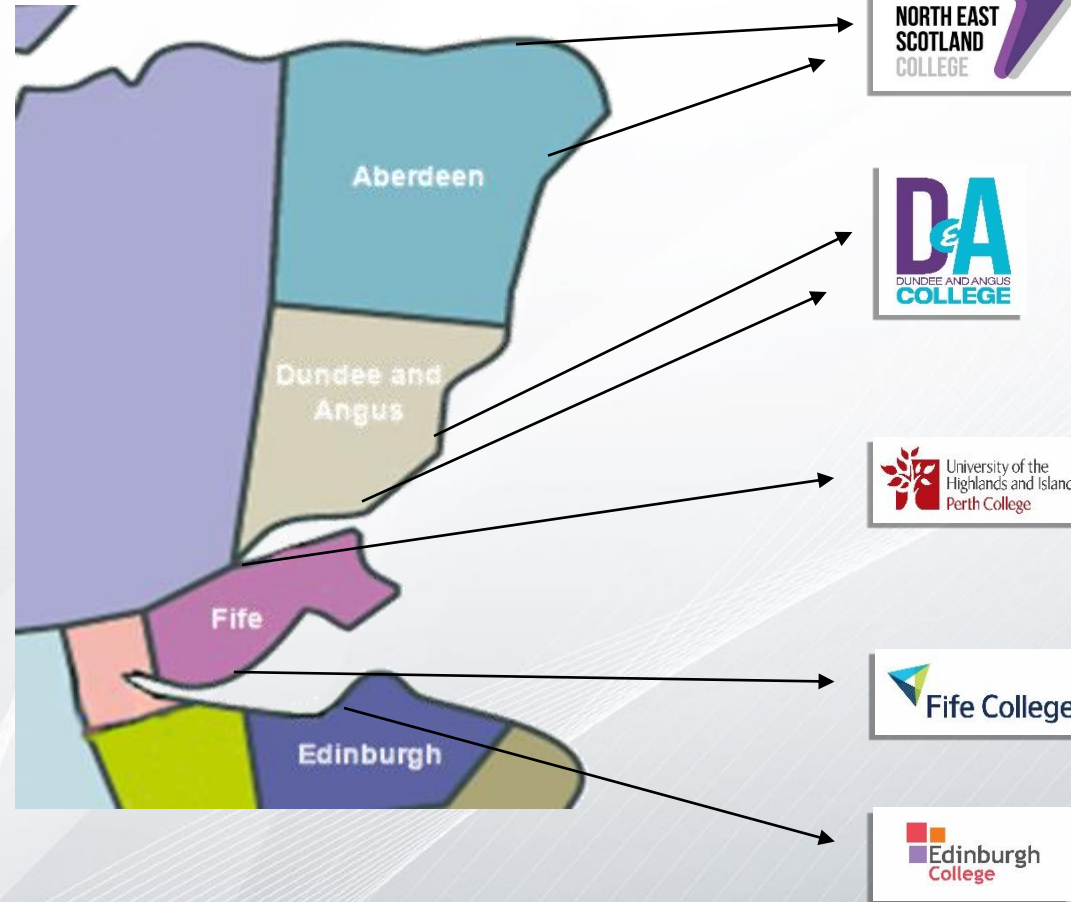 NORTH EAST
SCOTLAND
COLLEGE
Aberdeen
D&A
DUNDEE AND ANGUS
COLLEGE
Dundee and
Angus
University of the
Highlands and Island
Perth College
Fife
Fife College
Edinburgh
Edinburgh
College